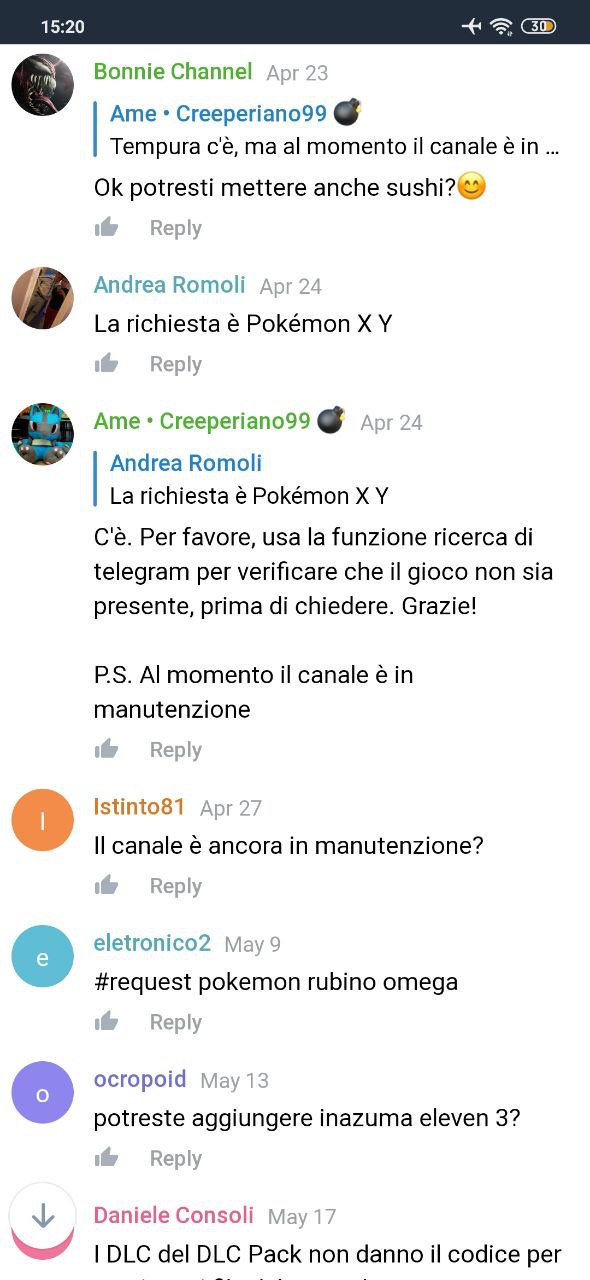 15:20
30
Bonnie Channel Apr 23
Ame • Creeperiano99 💣
Tempura c'è, ma al momento il canale è in ...
Ok potresti mettere anche sushi?😊
Reply
Andrea Romoli Apr 24
La richiesta è Pokémon X Y
Reply
Ame • Creeperiano99 💣 Apr 24
Andrea Romoli
La richiesta è Pokémon X Y
C'è. Per favore, usa la funzione ricerca di
telegram per verificare che il gioco non sia
presente, prima di chiedere. Grazie!
P.S. Al momento il canale è in
manutenzione
Reply
I
Istinto81 Apr 27
Il canale è ancora in manutenzione?
Reply
e
eletronico2 May 9
#request pokemon rubino omega
Reply
o
ocropoid May 13
potreste aggiungere inazuma eleven 3?
Reply
Daniele Consoli May 17
I DLC del DLC Pack non danno il codice per